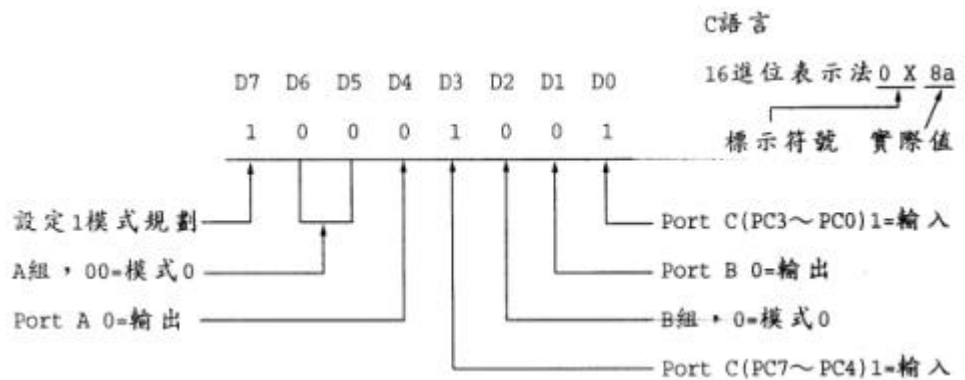 C語言
16進位表示法0 X 8a
標示符號 實際值
D7 D6 D5 D4 D3 D2 D1 D0
1 0 0 0 1 0 0 1
設定1模式規劃
A組,00=模式0
Port A 0=輸出
Port C(PC3~PC0)1=輸入
Port B 0=輸出
B組,0=模式0
Port C(PC7~PC4)1=輸入